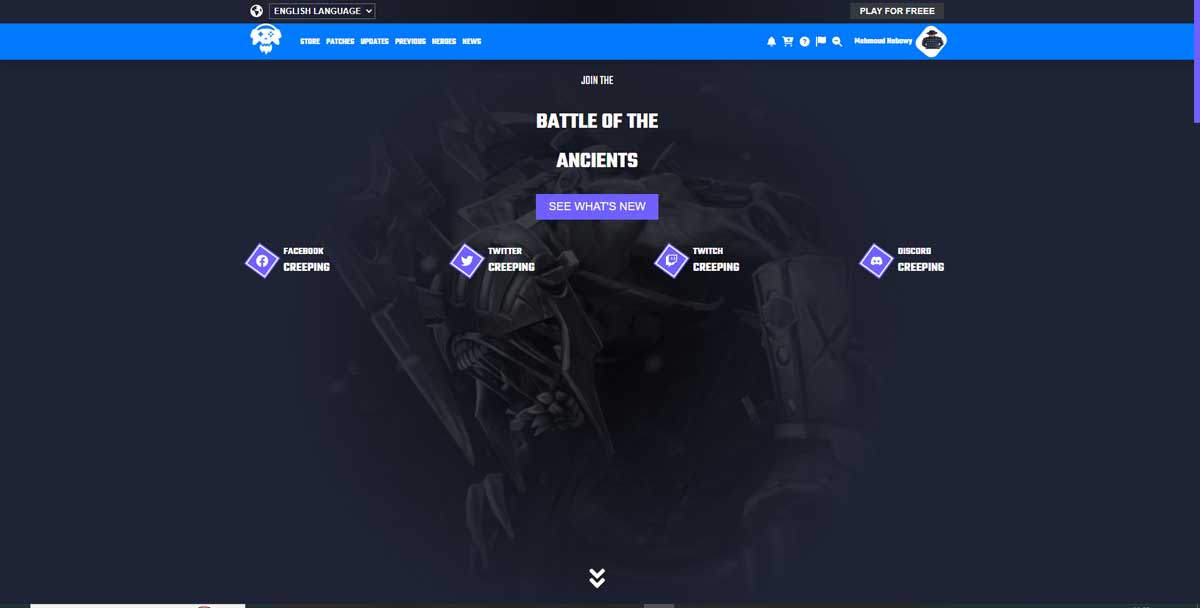 ENGLISH LANGUAGE
PLAY FOR FREEE
STORE PATCHES UPDATES PREVIOUS HEROES NEWS
Mahmoud Nabowy
JOIN THE
BATTLE OF THE
ANCIENTS
SEE WHAT'S NEW
FACEBOOK
CREEPING
TWITTER
CREEPING
TWITCH
CREEPING
DISCORD
CREEPING